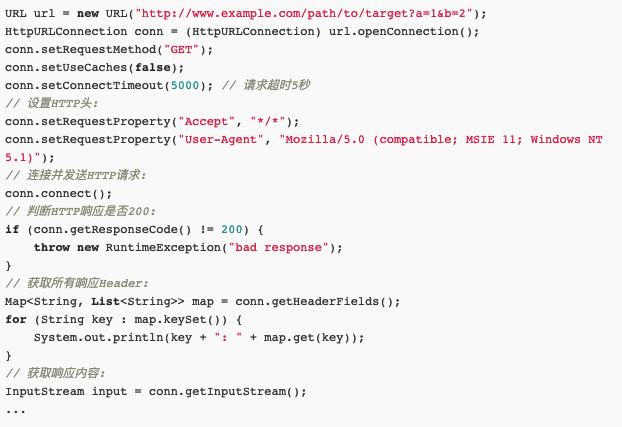 URL url = new URL("http://www.example.com/path/to/target?a=1&b=2");
HttpURLConnection conn = (HttpURLConnection) url.openConnection();
conn.setRequestMethod("GET");
conn.setUseCaches(false);
conn.setConnectTimeout(5000); // 请求超时5秒
// 设置HTTP头:
conn.setRequestProperty("Accept", "*/*");
conn.setRequestProperty("User-Agent", "Mozilla/5.0 (compatible; MSIE 11; Windows NT
5.1)");
// 连接并发送HTTP请求:
conn.connect();
// 判断HTTP响应是否200:
if (conn.getResponseCode() != 200) {
    throw new RuntimeException("bad response");
}
// 获取所有响应Header:
Map<String, List<String>> map = conn.getHeaderFields();
for (String key : map.keySet()) {
    System.out.println(key + ": " + map.get(key));
}
// 获取响应内容:
InputStream input = conn.getInputStream();
...